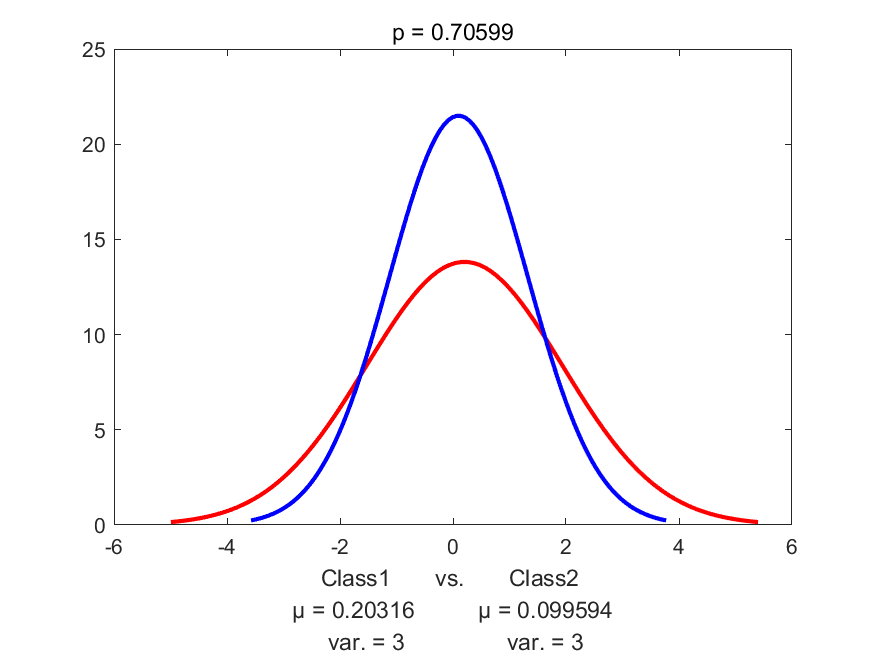 p = 0.70599
25
20
15
10
5
0
-6 -4 -2 0 2 4 6
Class1 vs. Class2
μ = 0.20316 μ = 0.099594
var. = 3 var. = 3